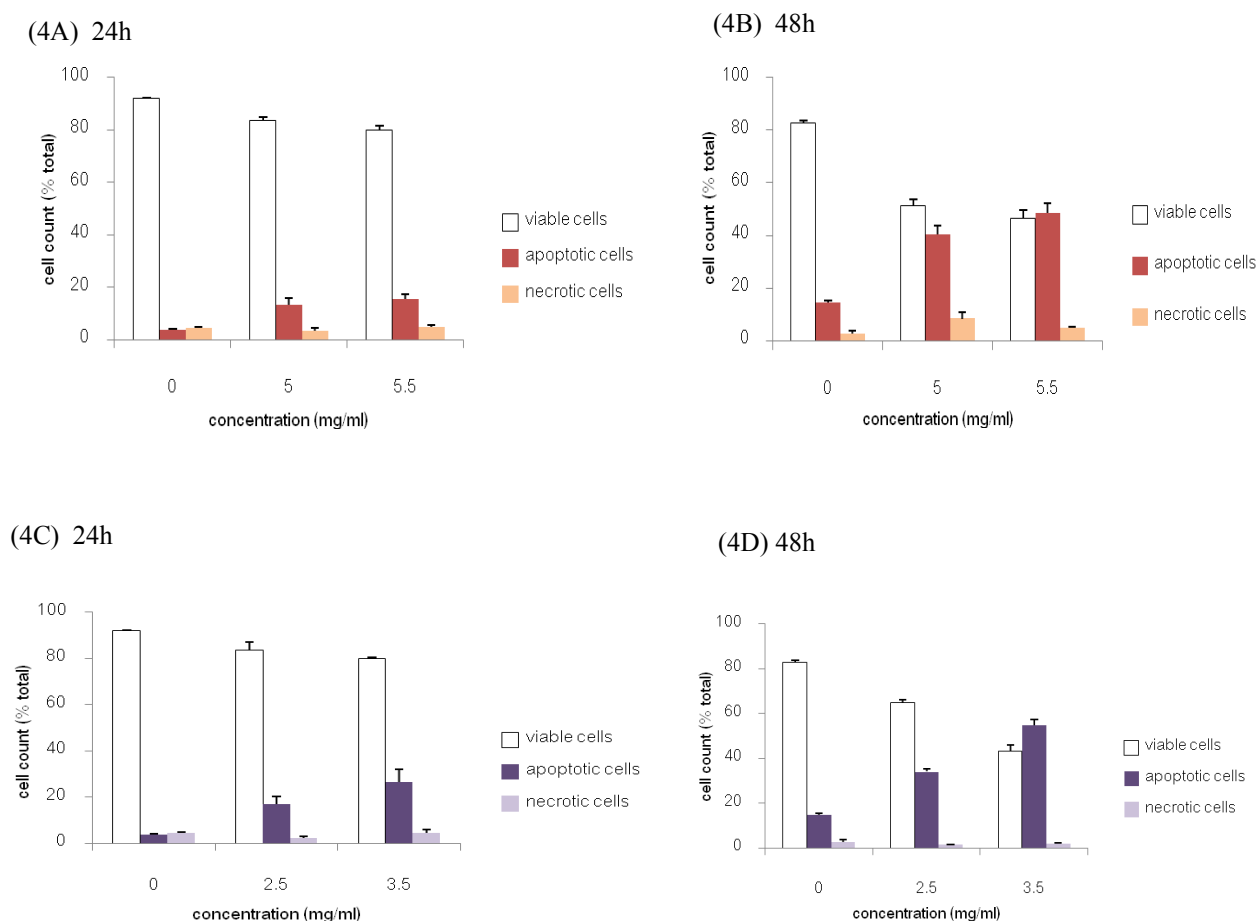 (4A) 24h
100
80
60
40
20
0
cell count (% total)
0 5 5.5
concentration (mg/ml)
viable cells
apoptotic cells
necrotic cells
(4B) 48h
100
80
60
40
20
0
cell count (% total)
0 5 5.5
concentration (mg/ml)
viable cells
apoptotic cells
necrotic cells
(4C) 24h
100
80
60
40
20
0
cell count (% total)
0 2.5 3.5
concentration (mg/ml)
viable cells
apoptotic cells
necrotic cells
(4D) 48h
100
80
60
40
20
0
cell count (% total)
0 2.5 3.5
concentration (mg/ml)
viable cells
apoptotic cells
necrotic cells